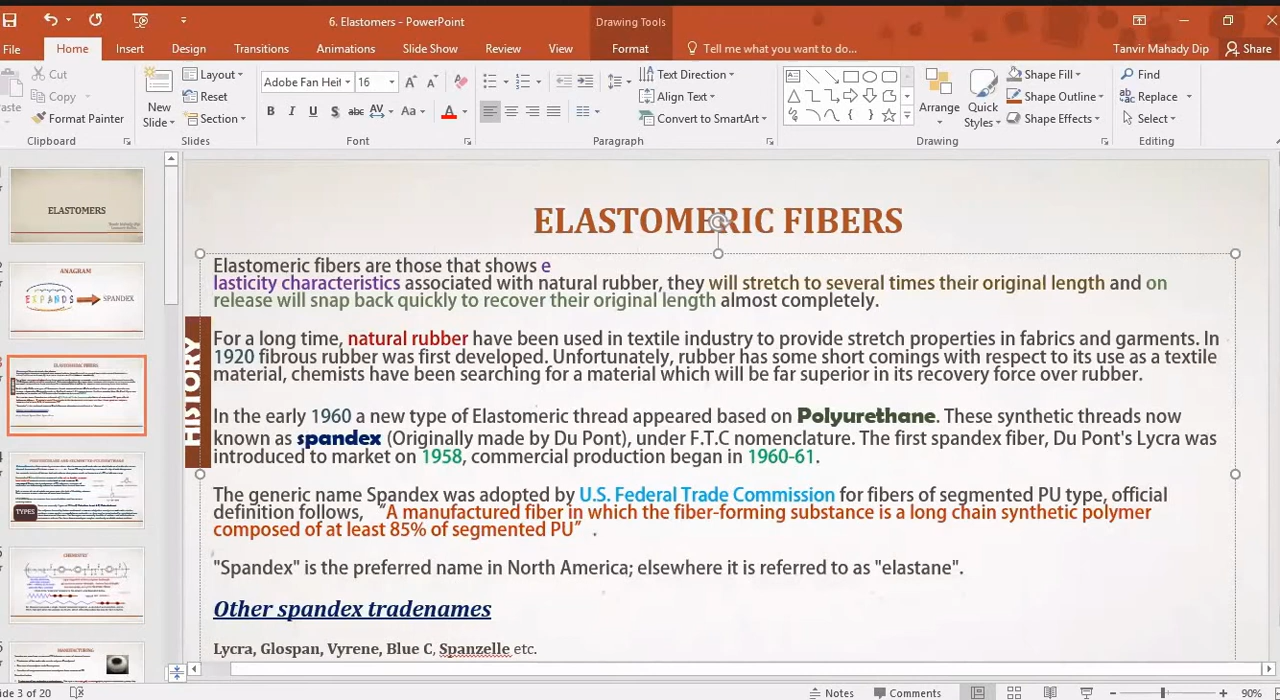 6. Elastomers - PowerPoint
Drawing Tools
File Home Insert Design Transitions Animations Slide Show Review View Format Tell me what you want to do... Tanvir Mahady Dip Share
Cut
Copy
Format Painter
Clipboard
New Slide
Layout
Reset
Section
Slides
Adobe Fan Heit 16
B I U S abc AV Aa A
Font
Text Direction
Align Text
Convert to SmartArt
Paragraph
Arrange
Quick Styles
Shape Fill
Shape Outline
Shape Effects
Drawing
Find
Replace
Select
Editing
ELASTOMERS
ANAGRAM
EXPANDS SPANDEX
ELASTOMERIC FIBERS
TYPES
CHEMISTRY
MANUFACTURING
ELASTOMERIC FIBERS
HISTORY
Elastomeric fibers are those that shows e
lasticity characteristics associated with natural rubber, they will stretch to several times their original length and on
release will snap back quickly to recover their original length almost completely.
For a long time, natural rubber have been used in textile industry to provide stretch properties in fabrics and garments. In
1920 fibrous rubber was first developed. Unfortunately, rubber has some short comings with respect to its use as a textile
material, chemists have been searching for a material which will be far superior in its recovery force over rubber.
In the early 1960 a new type of Elastomeric thread appeared based on Polyurethane. These synthetic threads now
known as spandex (Originally made by Du Pont), under F.T.C nomenclature. The first spandex fiber, Du Pont's Lycra was
introduced to market on 1958, commercial production began in 1960-61.
The generic name Spandex was adopted by U.S. Federal Trade Commission for fibers of segmented PU type, official
definition follows, “A manufactured fiber in which the fiber-forming substance is a long chain synthetic polymer
composed of at least 85% of segmented PU” .
"Spandex" is the preferred name in North America; elsewhere it is referred to as "elastane".
Other spandex tradenames
Lycra, Glospan, Vyrene, Blue C, Spanzelle etc.
ide 3 of 20
Notes Comments 90%